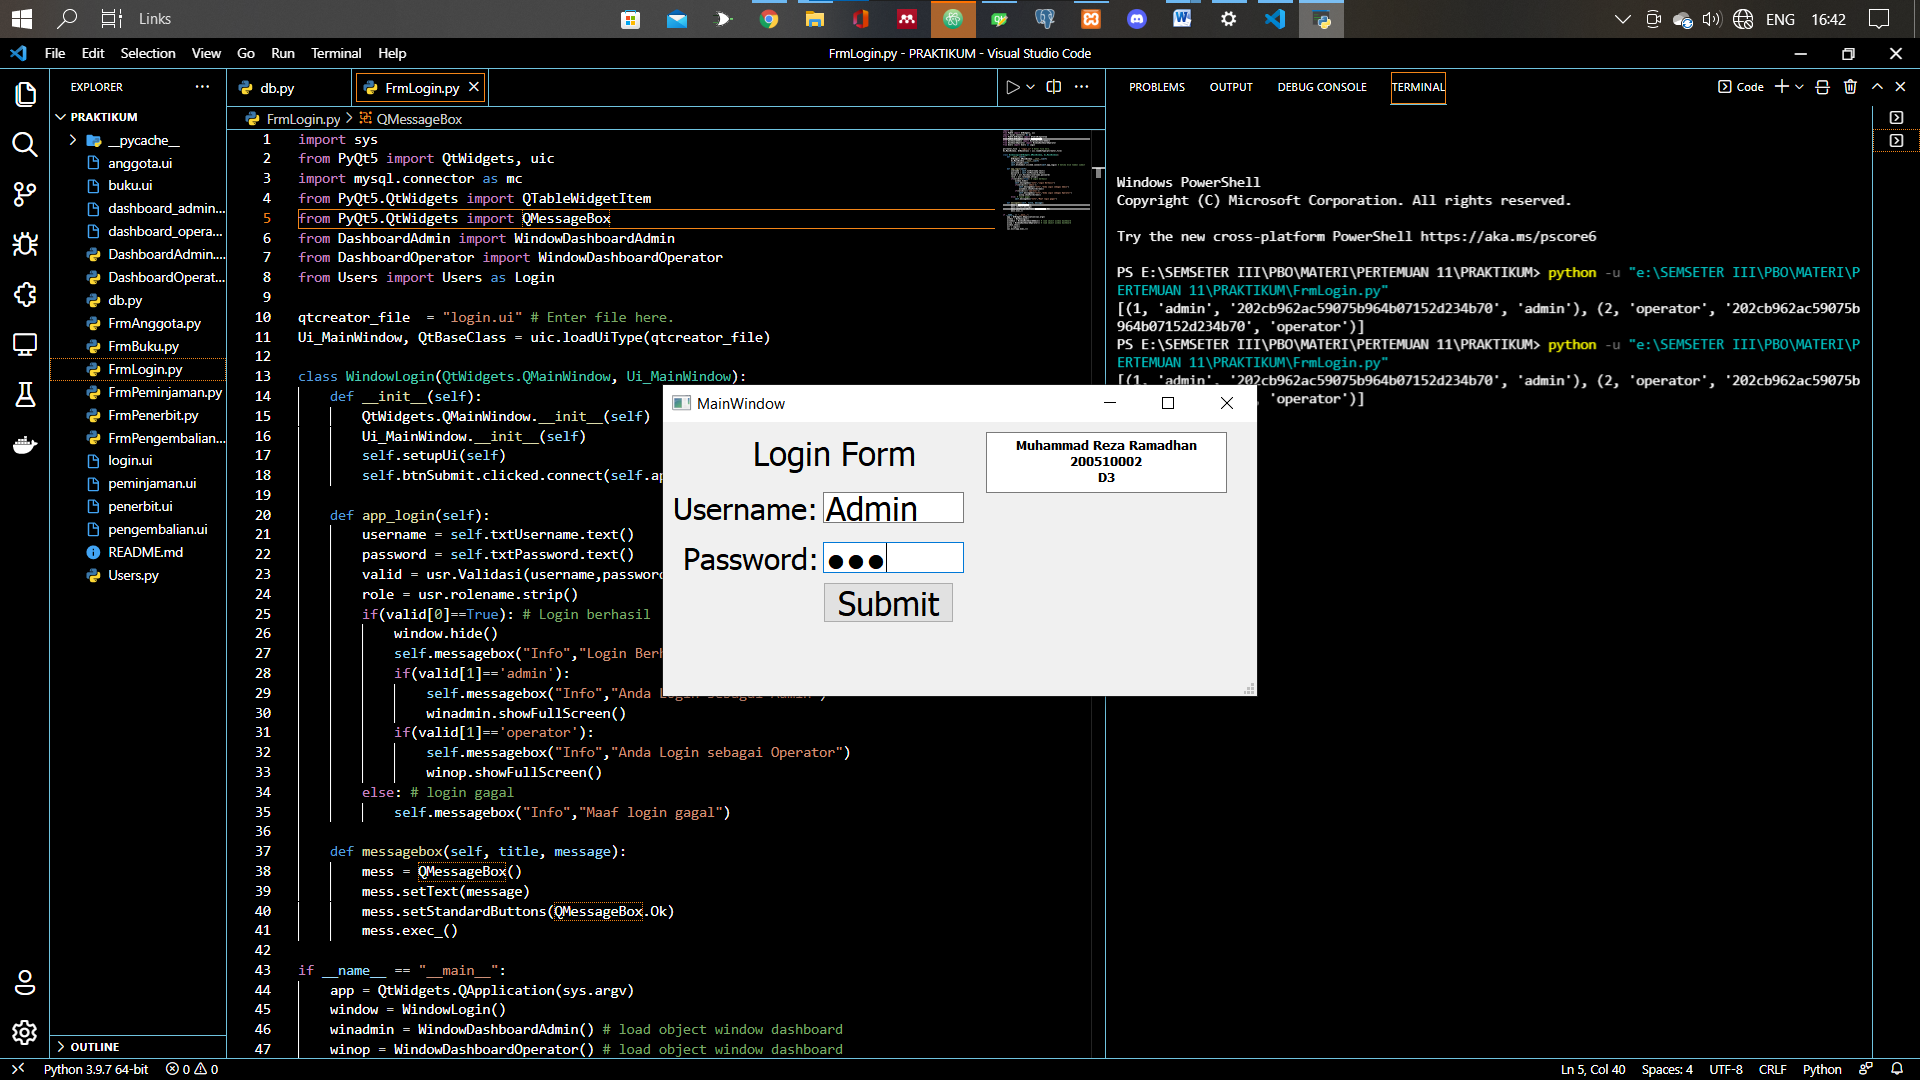 Links
ENG
16:42
File Edit Selection View Go Run Terminal Help
FrmLogin.py - PRAKTIKUM - Visual Studio Code
EXPLORER
PRAKTIKUM
__pycache__
anggota.ui
buku.ui
dashboard_admin...
dashboard_opera...
DashboardAdmin....
DashboardOperat...
db.py
FrmAnggota.py
FrmBuku.py
FrmLogin.py
FrmPeminjaman.py
FrmPenerbit.py
FrmPengembalian...
login.ui
peminjaman.ui
penerbit.ui
pengembalian.ui
README.md
Users.py
OUTLINE
db.py
FrmLogin.py
FrmLogin.py > QMessageBox
1 import sys
2 from PyQt5 import QtWidgets, uic
3 import mysql.connector as mc
4 from PyQt5.QtWidgets import QTableWidgetItem
5 from PyQt5.QtWidgets import QMessageBox
6 from DashboardAdmin import WindowDashboardAdmin
7 from DashboardOperator import WindowDashboardOperator
8 from Users import Users as Login
9
10 qtcreator_file  = "login.ui" # Enter file here.
11 Ui_MainWindow, QtBaseClass = uic.loadUiType(qtcreator_file)
12
13 class WindowLogin(QtWidgets.QMainWindow, Ui_MainWindow):
14 def __init__(self):
15 QtWidgets.QMainWindow.__init__(self)
16 Ui_MainWindow.__init__(self)
17 self.setupUi(self)
18 self.btnSubmit.clicked.connect(self.ap
19
20 def app_login(self):
21 username = self.txtUsername.text()
22 password = self.txtPassword.text()
23 valid = usr.Validasi(username,password
24 role = usr.rolename.strip()
25 if(valid[0]==True): # Login berhasil
26 window.hide()
27 self.messagebox("Info","Login Berh
28 if(valid[1]=='admin'):
29 self.messagebox("Info","Anda Login sebagai Admin")
30 winadmin.showFullScreen()
31 if(valid[1]=='operator'):
32 self.messagebox("Info","Anda Login sebagai Operator")
33 winop.showFullScreen()
34 else: # login gagal
35 self.messagebox("Info","Maaf login gagal")
36
37 def messagebox(self, title, message):
38 mess = QMessageBox()
39 mess.setText(message)
40 mess.setStandardButtons(QMessageBox.Ok)
41 mess.exec_()
42
43 if __name__ == "__main__":
44 app = QtWidgets.QApplication(sys.argv)
45 window = WindowLogin()
46 winadmin = WindowDashboardAdmin() # load object window dashboard
47 winop = WindowDashboardOperator() # load object window dashboard
PROBLEMS OUTPUT DEBUG CONSOLE TERMINAL
Code
Windows PowerShell
Copyright (C) Microsoft Corporation. All rights reserved.
Try the new cross-platform PowerShell https://aka.ms/pscore6
PS E:\SEMSETER III\PBO\MATERI\PERTEMUAN 11\PRAKTIKUM> python -u "e:\SEMSETER III\PBO\MATERI\P
ERTEMUAN 11\PRAKTIKUM\FrmLogin.py"
[(1, 'admin', '202cb962ac59075b964b07152d234b70', 'admin'), (2, 'operator', '202cb962ac59075b
964b07152d234b70', 'operator')]
PS E:\SEMSETER III\PBO\MATERI\PERTEMUAN 11\PRAKTIKUM> python -u "e:\SEMSETER III\PBO\MATERI\P
ERTEMUAN 11\PRAKTIKUM\FrmLogin.py"
[(1, 'admin', '202cb962ac59075b964b07152d234b70', 'admin'), (2, 'operator', '202cb962ac59075b
, 'operator')]
MainWindow
Login Form
Muhammad Reza Ramadhan
200510002
D3
Username: Admin
Password: ●●●
Submit
Python 3.9.7 64-bit
0
0
Ln 5, Col 40
Spaces: 4
UTF-8
CRLF
Python